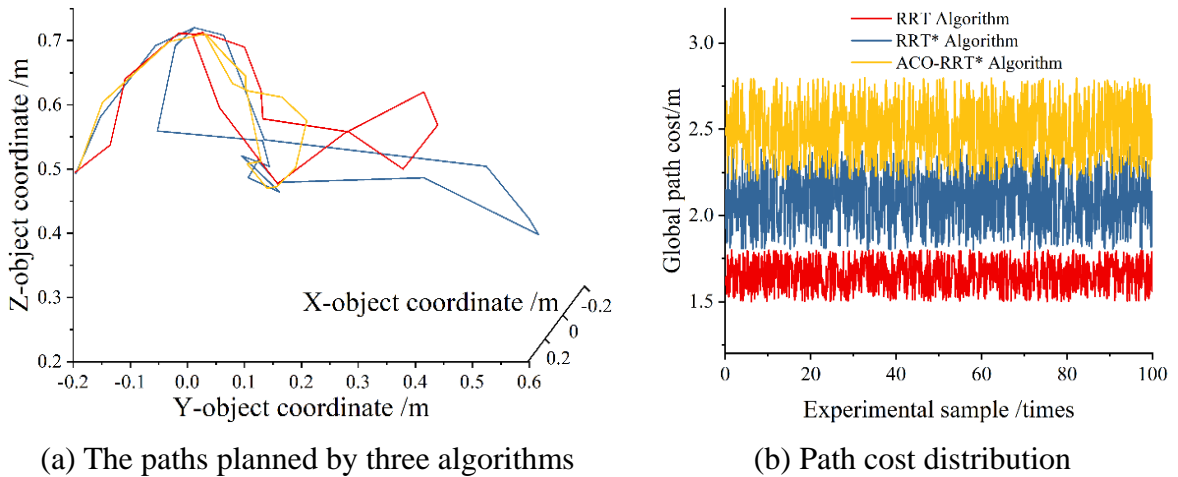 0.7
0.6
0.5
0.4
0.3
0.2
Z-object coordinate /m
-0.2
-0.1
0.0
0.1
0.2
0.3
0.4
0.5
0.6
Y-object coordinate /m
X-object coordinate /m
-0.2
0
0.2
(a) The paths planned by three algorithms
RRT Algorithm
RRT* Algorithm
ACO-RRT* Algorithm
3.0
2.5
2.0
1.5
Global path cost/m
0
20
40
60
80
100
Experimental sample /times
(b) Path cost distribution